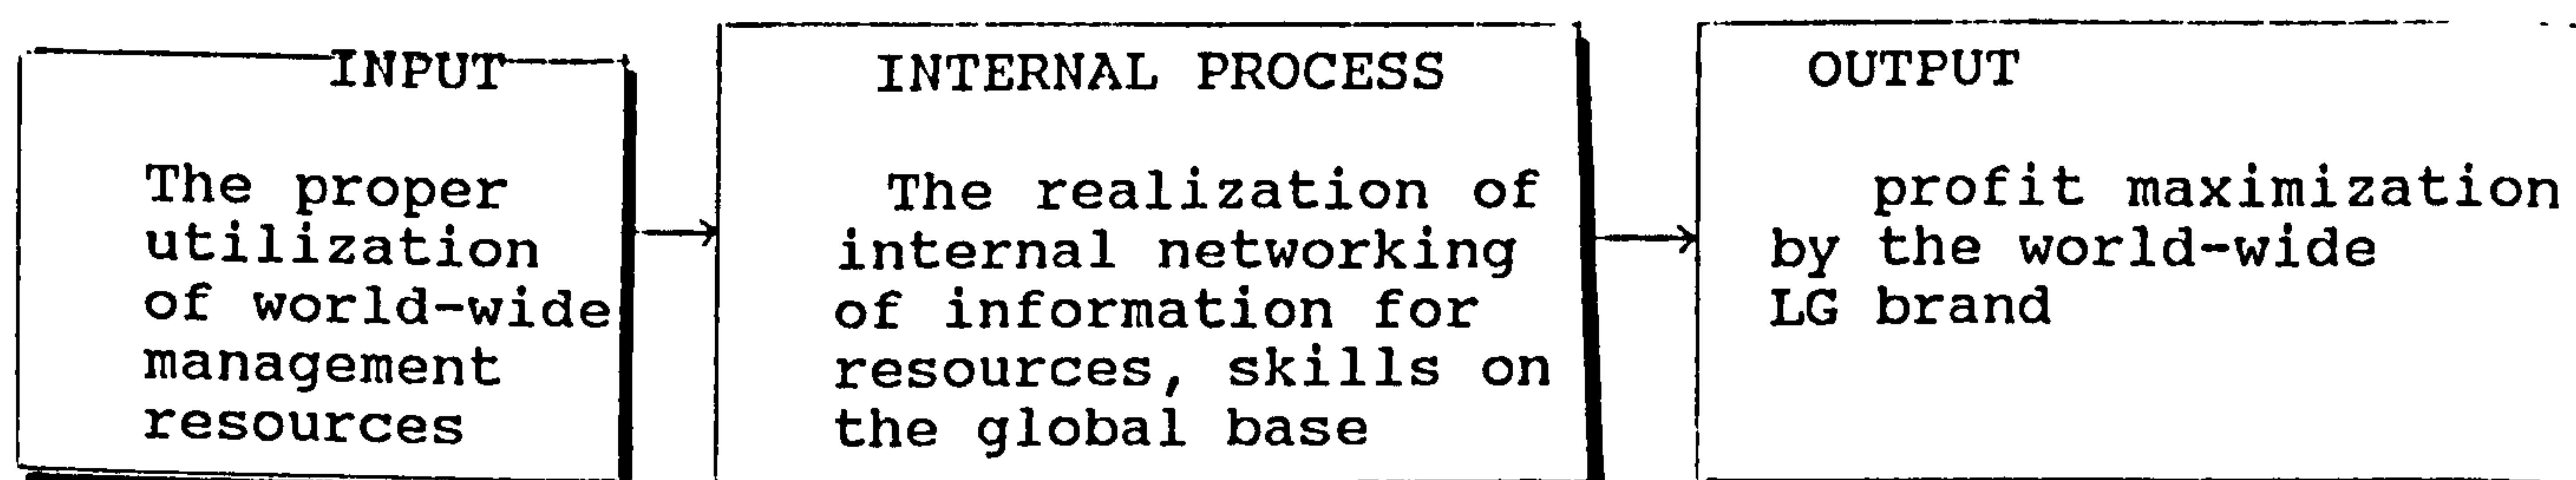 INPUT
The proper
utilization
of world-wide
management
resources
INTERNAL PROCESS
The realization of
internal networking
of information for
resources, skills on
the global base
OUTPUT
profit maximization
by the world-wide
LG brand